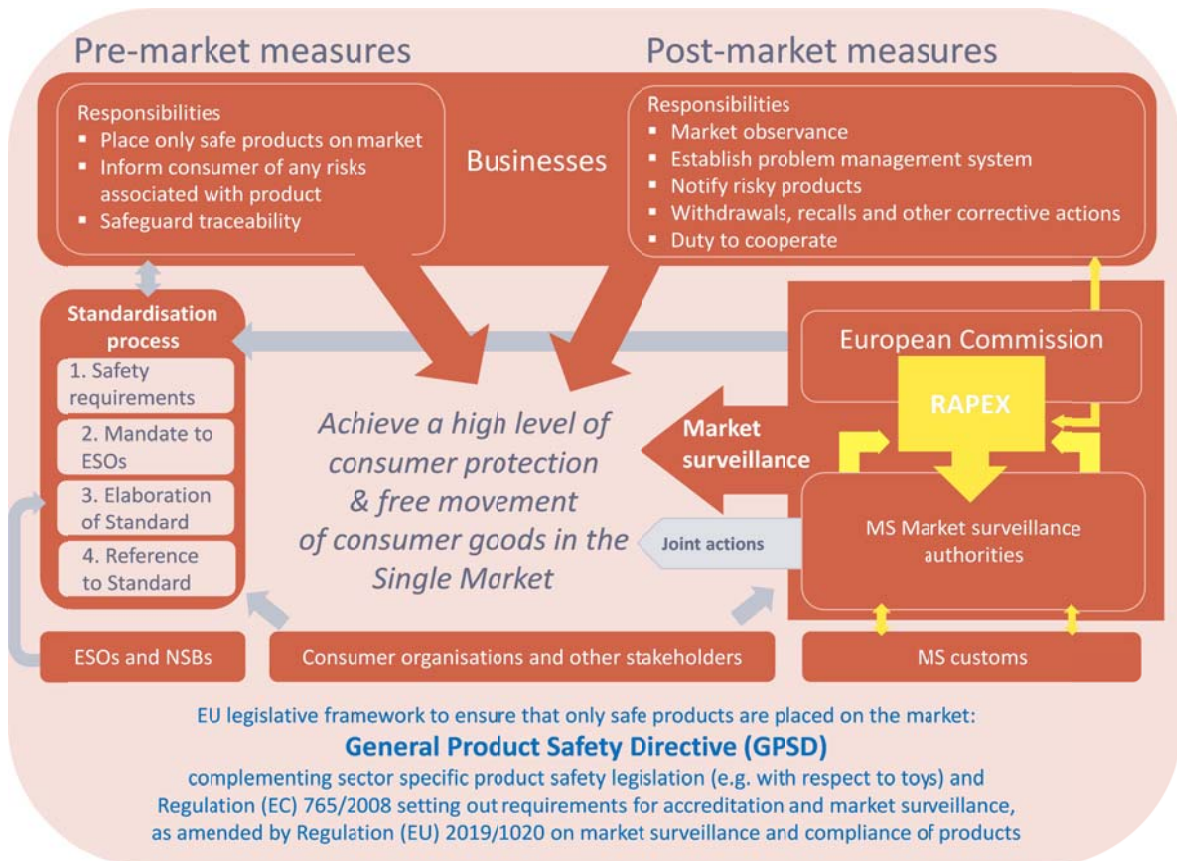 Pre-market measures
Post-market measures
Responsibilities
▪ Place only safe products on market
▪ Inform consumer of any risks
associated with product
▪ Safeguard traceability
Businesses
Responsibilities
▪ Market observance
▪ Establish problem management system
▪ Notify risky products
▪ Withdrawals, recalls and other corrective actions
▪ Duty to cooperate
Standardisation
process
1. Safety
requirements
2. Mandate to
ESOs
3. Elaboration
of Standard
4. Reference
to Standard
Achieve a high level of
consumer protection
& free movement
of consumer goods in the
Single Market
Market
surveillance
Joint actions
European Commission
RAPEX
MS Market surveillance
authorities
ESOs and NSBs
Consumer organisations and other stakeholders
MS customs
EU legislative framework to ensure that only safe products are placed on the market:
General Product Safety Directive (GPSD)
complementing sector specific product safety legislation (e.g. with respect to toys) and
Regulation (EC) 765/2008 setting out requirements for accreditation and market surveillance,
as amended by Regulation (EU) 2019/1020 on market surveillance and compliance of products